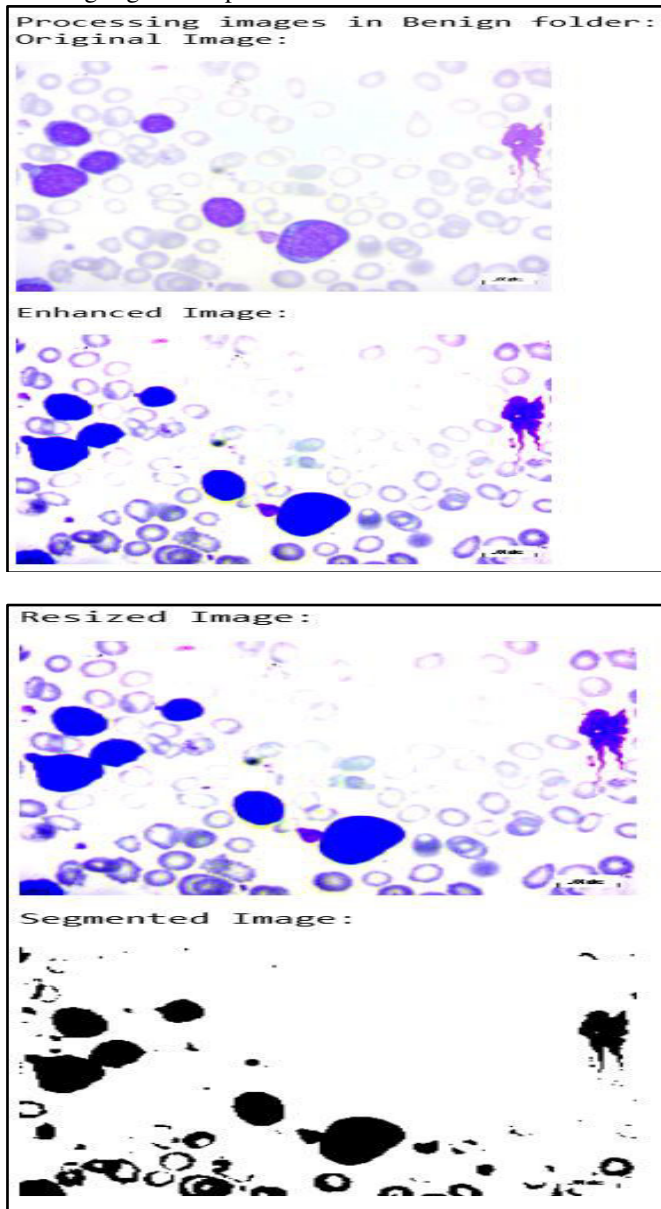 Processing images in Benign folder:
Original Image:
Enhanced Image:
Resized Image:
Segmented Image: